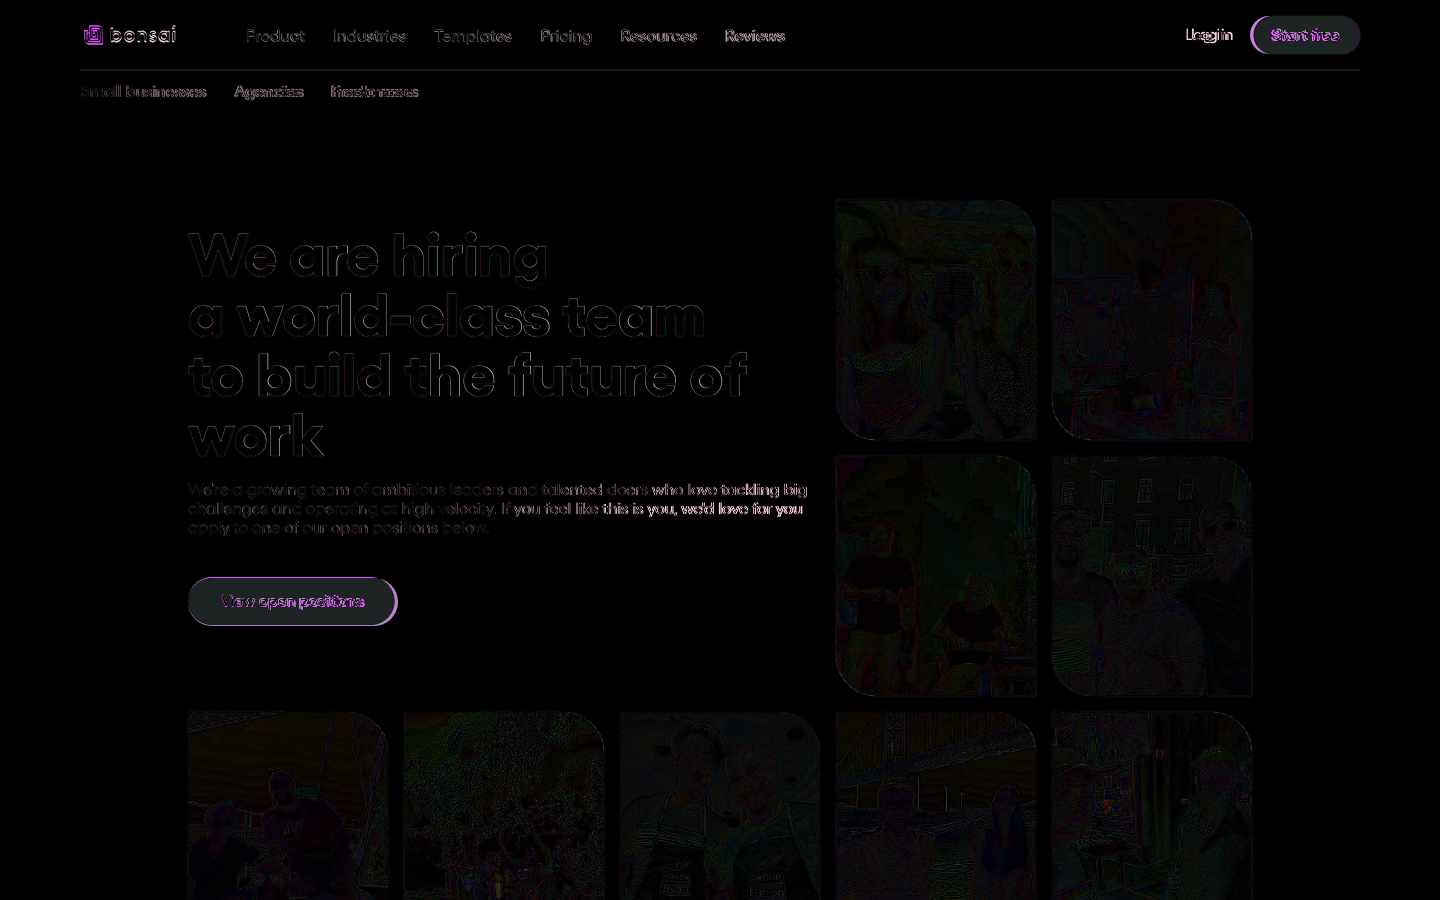 bonsai Product Industries Templates Pricing Resources Reviews Log in Start free
Small businesses Agencies Freelancers
We are hiring
a world-class team
to build the future of
work
We're a growing team of ambitious leaders and talented doers who love tackling big
challenges and operating at high velocity. If you feel like this is you, we'd love for you
apply to one of our open positions below.
View open positions